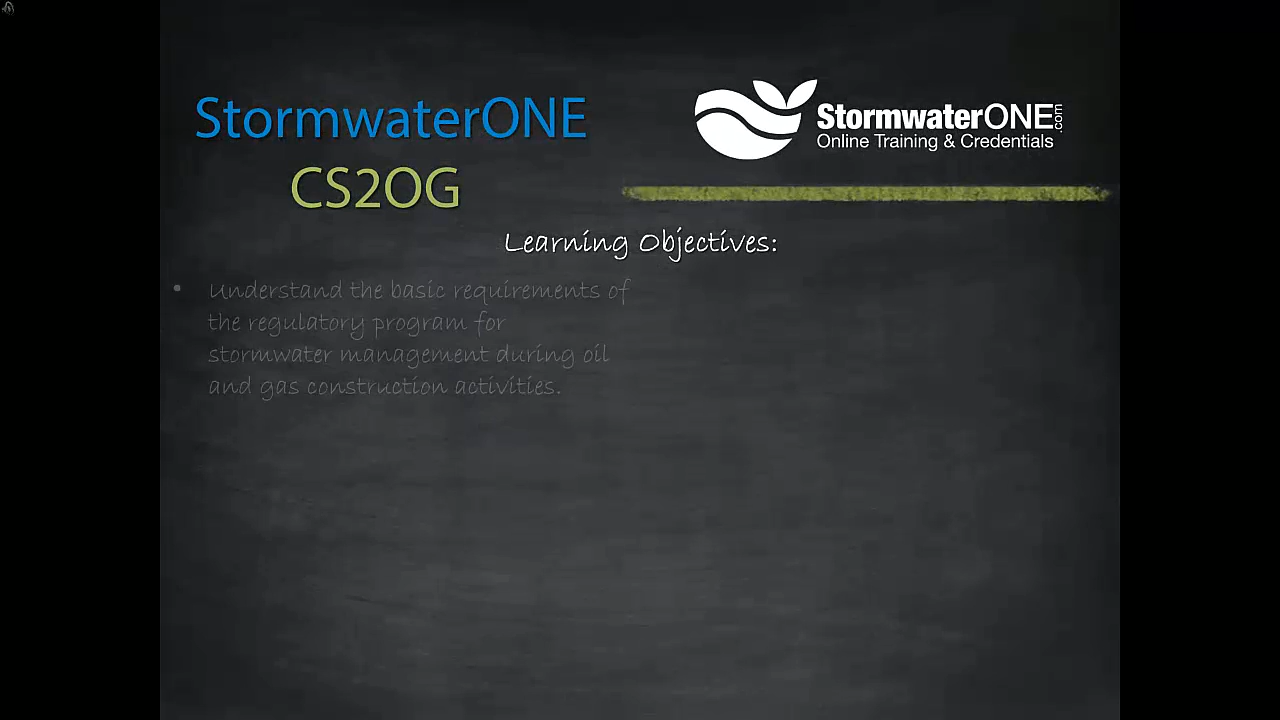 StormwaterONE
CS2OG
StormwaterONE.com
Online Training & Credentials
Learning Objectives:
• Understand the basic requirements of
the regulatory program for
stormwater management during oil
and gas construction activities.